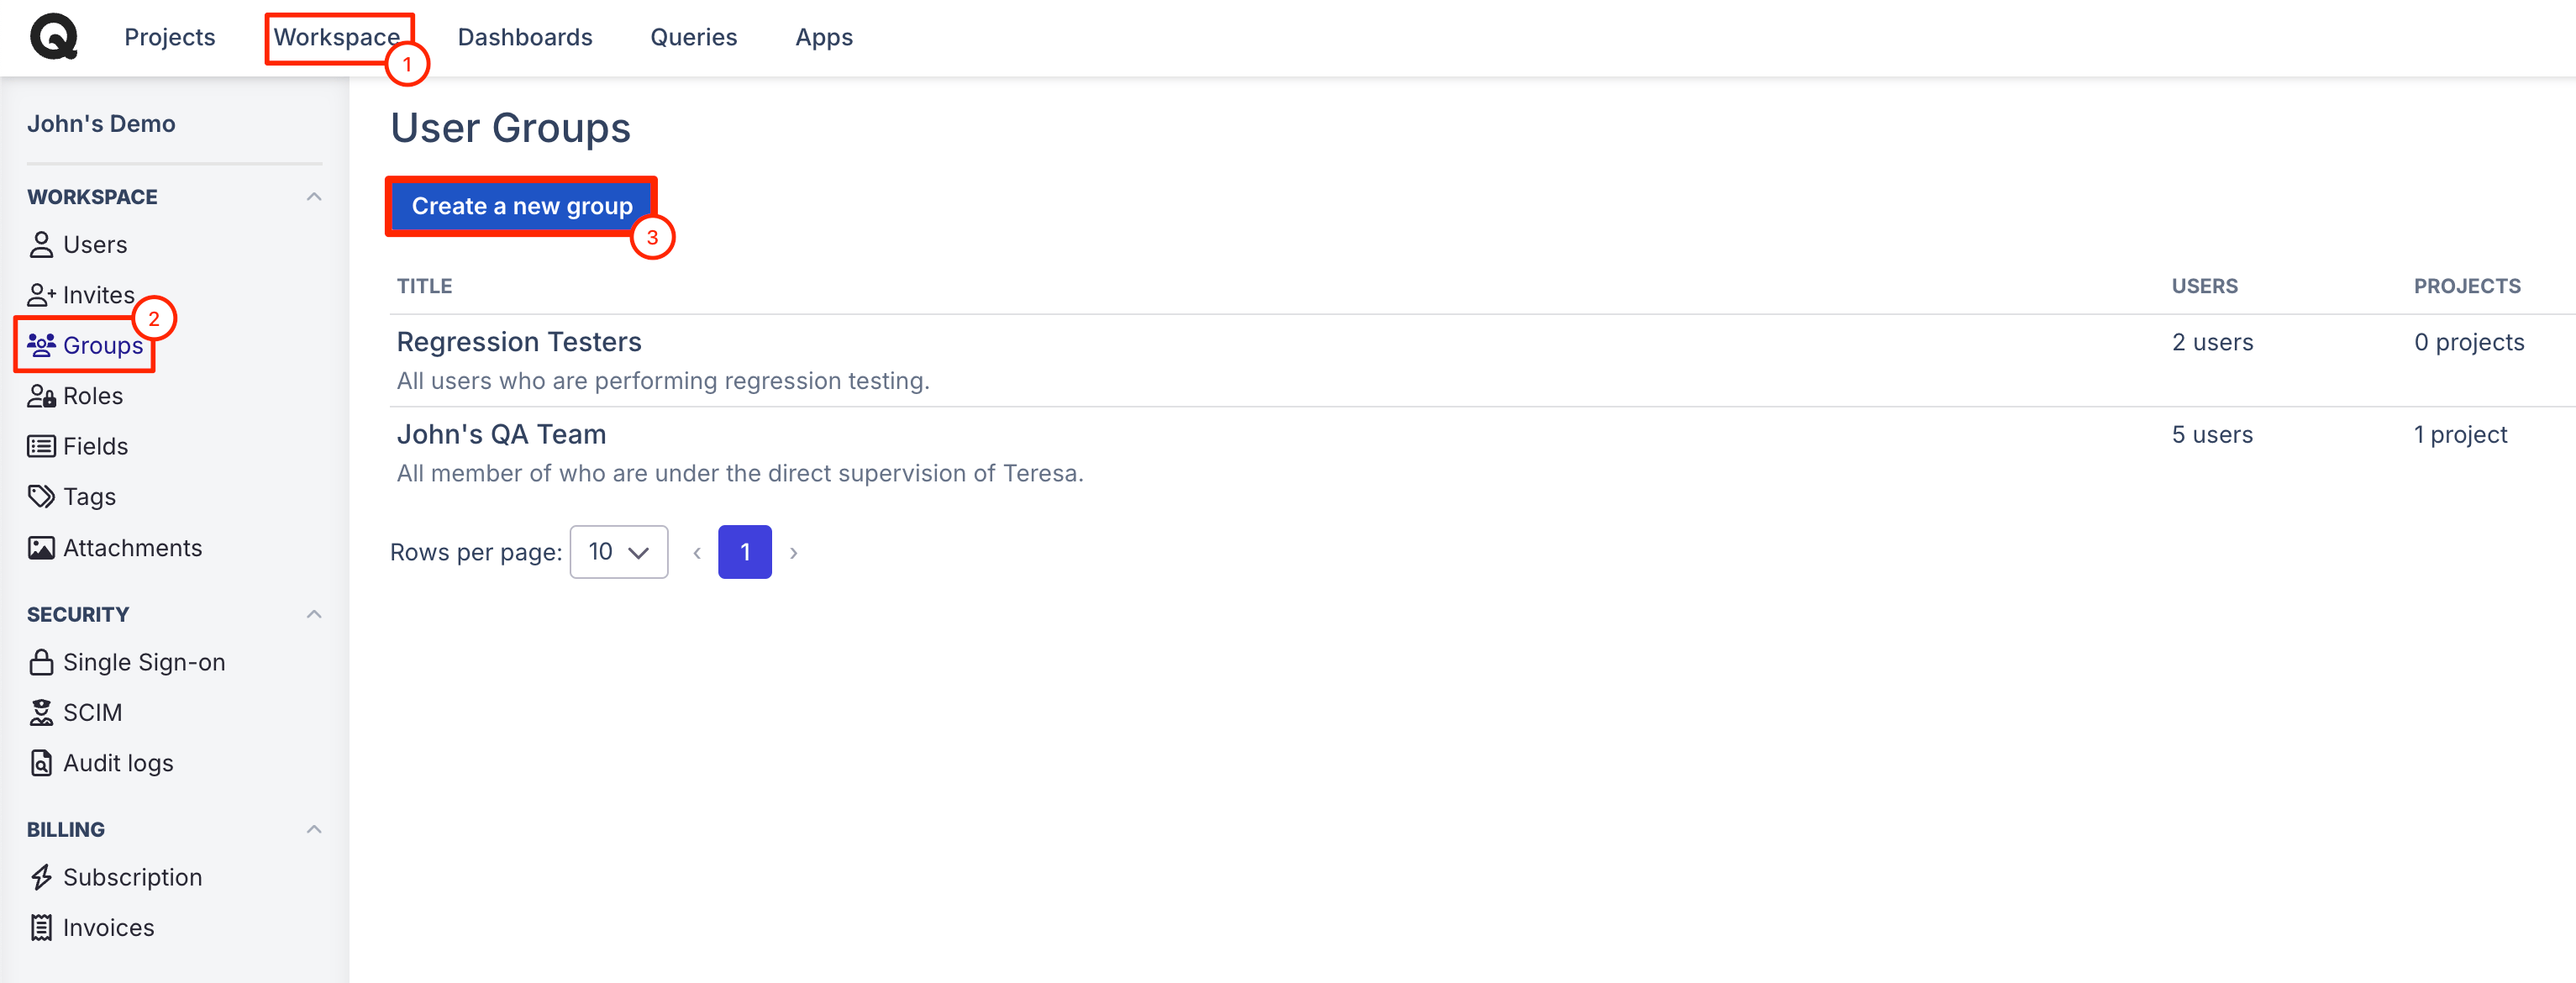 Projects Workspace Dashboards Queries Apps
1
John's Demo
WORKSPACE
Users
Invites
2
Groups
Roles
Fields
Tags
Attachments
SECURITY
Single Sign-on
SCIM
Audit logs
BILLING
Subscription
Invoices
User Groups
Create a new group
3
TITLE USERS PROJECTS
Regression Testers 2 users 0 projects
All users who are performing regression testing.
John's QA Team 5 users 1 project
All member of who are under the direct supervision of Teresa.
Rows per page: 10 ‹ 1 ›